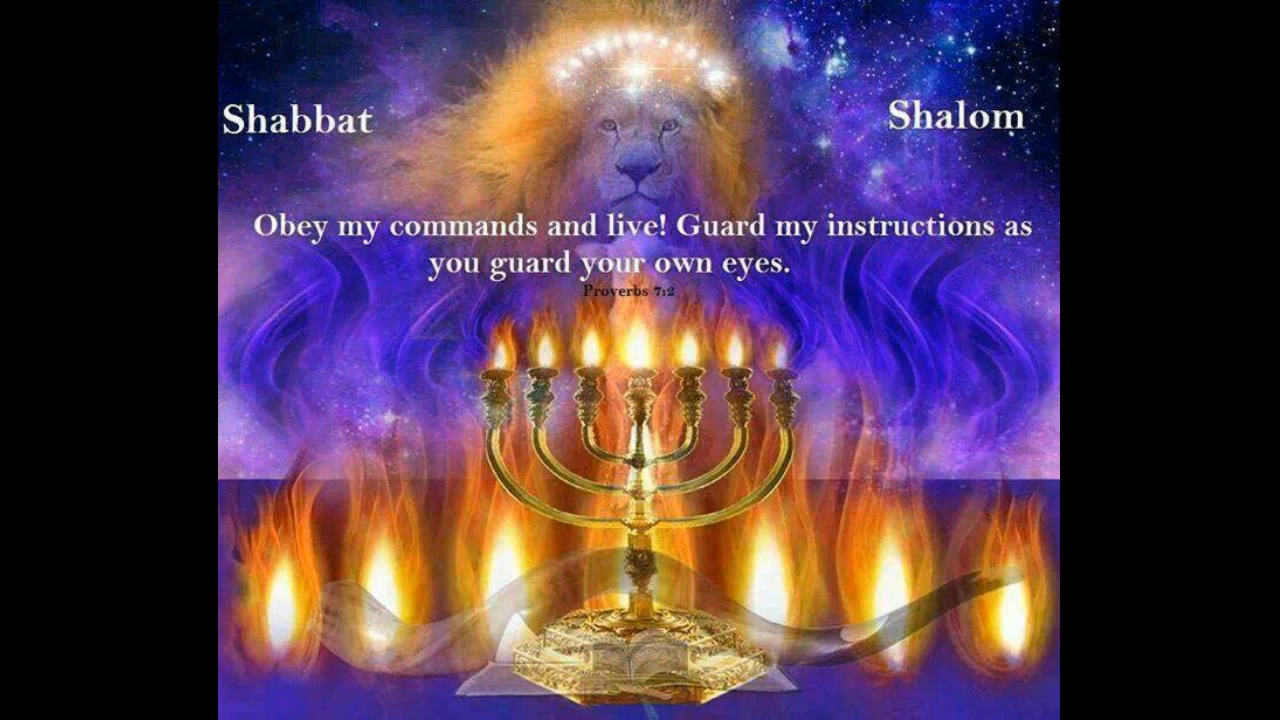 Shabbat Shalom
Obey my commands and live! Guard my instructions as
you guard your own eyes.
Proverbs 7:2